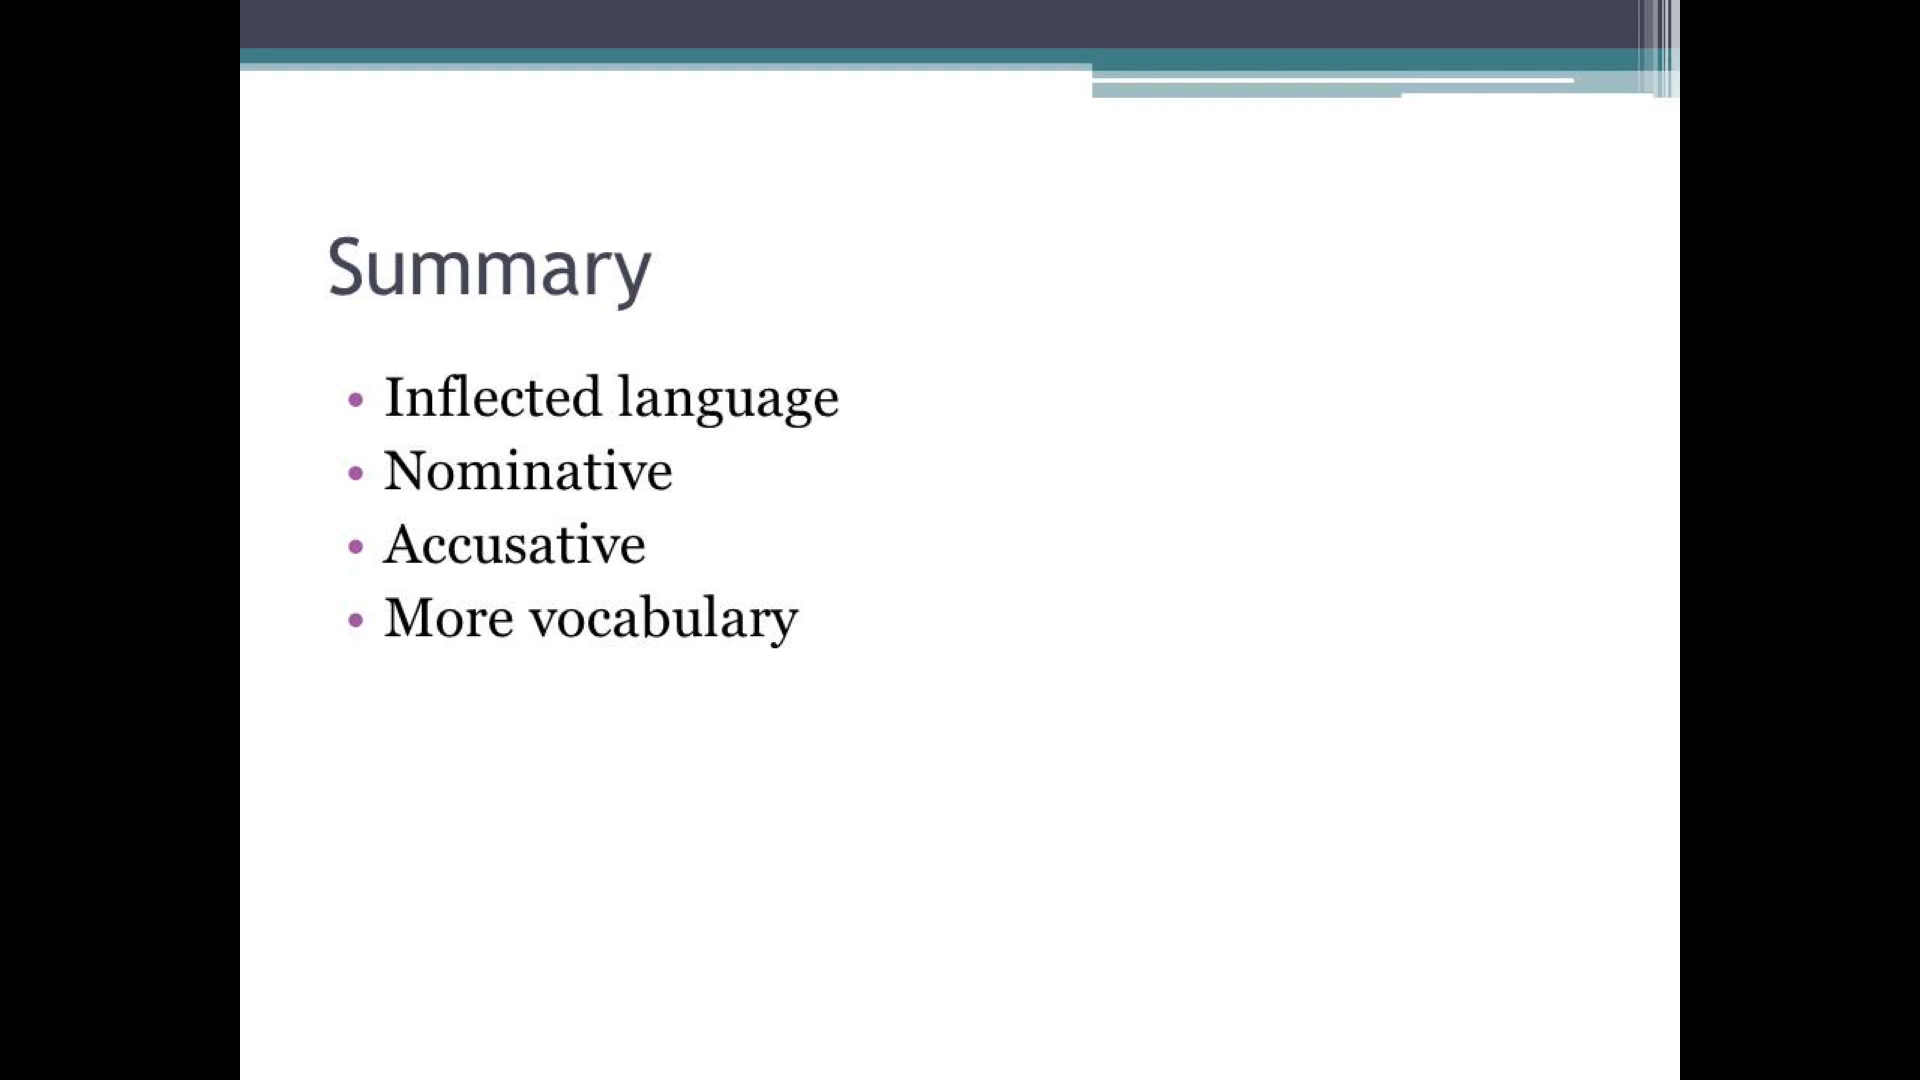 Summary
• Inflected language
• Nominative
• Accusative
• More vocabulary